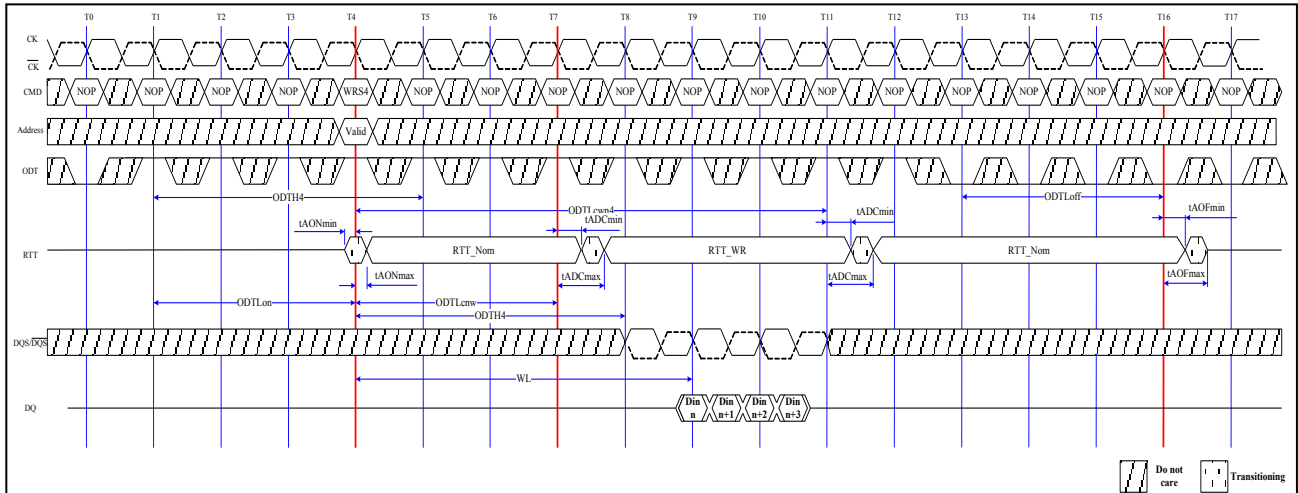 T0 T1 T2 T3 T4 T5 T6 T7 T8 T9 T10 T11 T12 T13 T14 T15 T16 T17
CK
CK
CMD NOP NOP NOP NOP WRS4 NOP NOP NOP NOP NOP NOP NOP NOP NOP NOP NOP NOP NOP
Address Valid
ODT
ODTH4 ODTLcwn4 ODTLoff
tAONmin tADCmin tADCmin tAOFmin
RTT RTT_Nom RTT_WR RTT_Nom
tAONmax tADCmax tADCmax tAOFmax
ODTLon ODTLcnw
ODTH4
DQS/DQS
WL
DQ Din n Din n+1 Din n+2 Din n+3
Do not care Transitioning